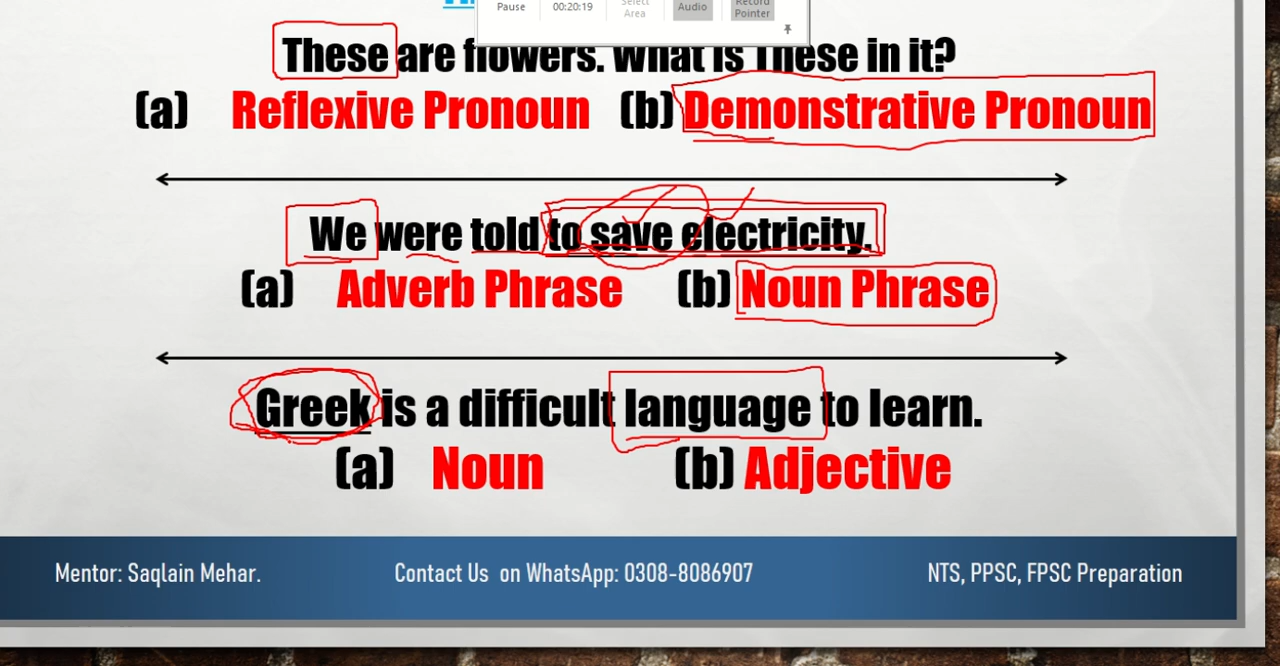 Pause 00:20:19 Select Area Audio Record Pointer
These are flowers. What is These in it?
(a) Reflexive Pronoun (b) Demonstrative Pronoun
We were told to save electricity.
(a) Adverb Phrase (b) Noun Phrase
Greek is a difficult language to learn.
(a) Noun (b) Adjective
Mentor: Saqlain Mehar. Contact Us on WhatsApp: 0308-8086907 NTS, PPSC, FPSC Preparation